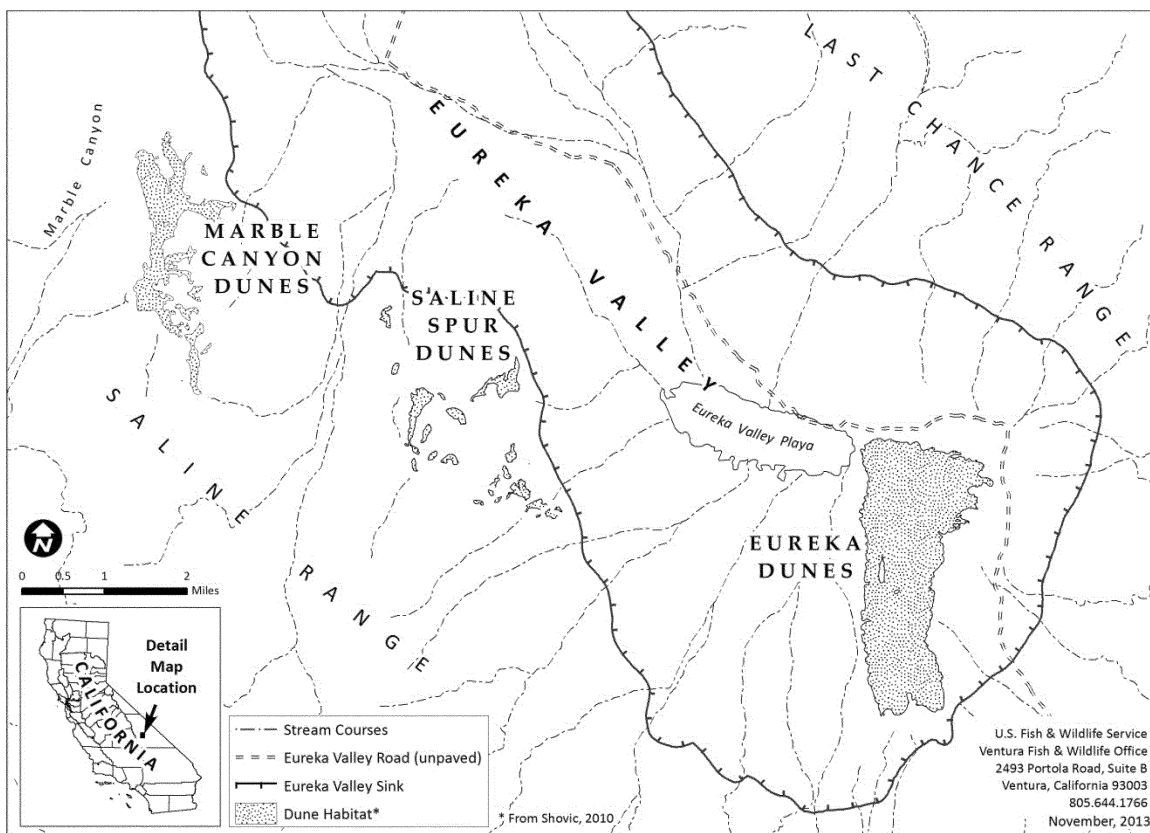 LAST CHANCE RANGE
EUREKA VALLEY
Marble Canyon
MARBLE
CANYON
DUNES
SALINE
SPUR
DUNES
Eureka Valley Playa
SALINE RANGE
EUREKA
DUNES
N
0 0.5 1 2
Miles
Detail
Map
Location
CALIFORNIA
Stream Courses
Eureka Valley Road (unpaved)
Eureka Valley Sink
Dune Habitat*
* From Shovic, 2010
U.S. Fish & Wildlife Service
Ventura Fish & Wildlife Office
2493 Portola Road, Suite B
Ventura, California 93003
805.644.1766
November, 2013